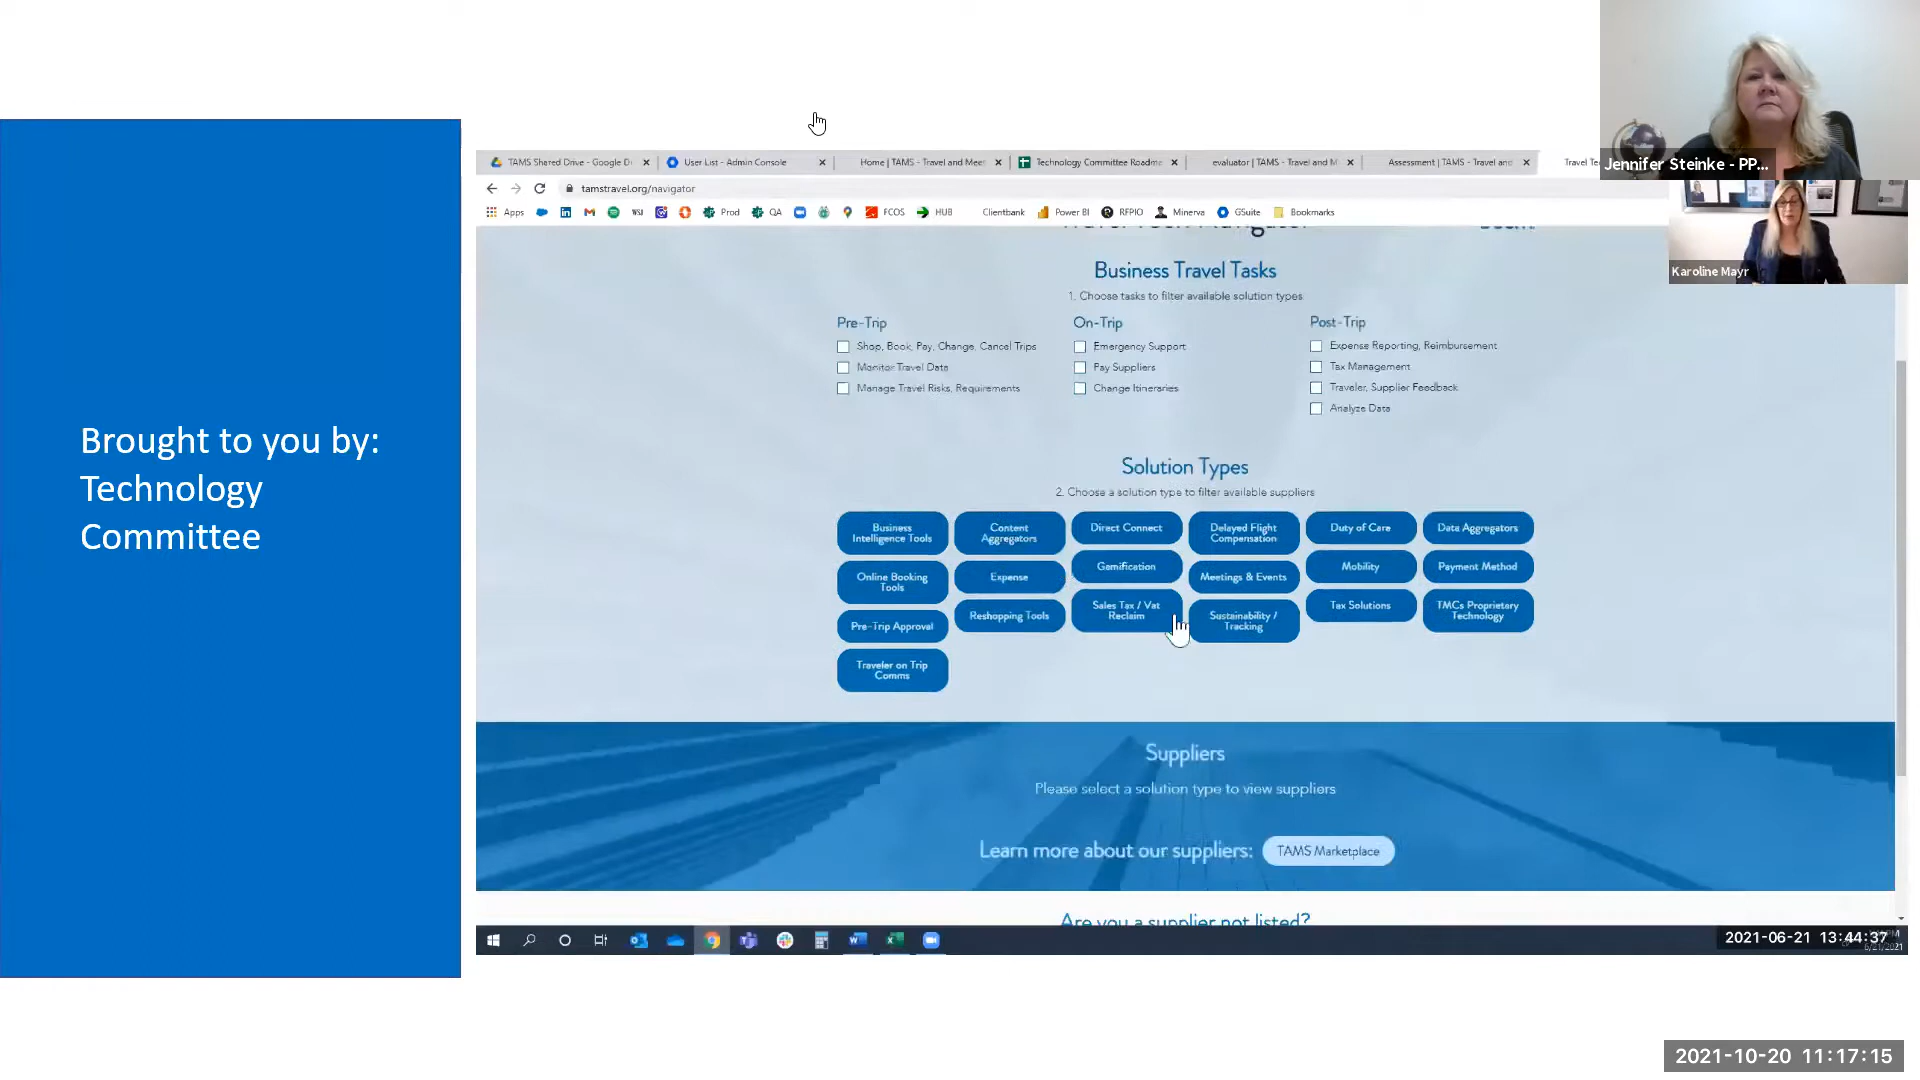 Brought to you by:
Technology
Committee
Jennifer Steinke - PP...
Karoline Mayr
TAMS Shared Drive - Google D
User List - Admin Console
Home | TAMS - Travel and Meet
Technology Committee Roadma
evaluator | TAMS - Travel and M
Assessment | TAMS - Travel and
tamstravel.org/navigator
Apps
WSJ
Prod
QA
FCOS
HUB
Clientbank
Power BI
RFPIO
Minerva
GSuite
Bookmarks
Travel Tech Navigator
Business Travel Tasks
1. Choose tasks to filter available solution types
Pre-Trip
Shop, Book, Pay, Change, Cancel Trips
Monitor Travel Data
Manage Travel Risks, Requirements
On-Trip
Emergency Support
Pay Suppliers
Change Itineraries
Post-Trip
Expense Reporting, Reimbursement
Tax Management
Traveler, Supplier Feedback
Analyze Data
Solution Types
2. Choose a solution type to filter available suppliers
Business
Intelligence Tools
Online Booking
Tools
Pre-Trip Approval
Traveler on Trip
Comms
Content
Aggregators
Expense
Reshopping Tools
Direct Connect
Gamification
Sales Tax / Vat
Reclaim
Delayed Flight
Compensation
Meetings & Events
Sustainability /
Tracking
Duty of Care
Mobility
Tax Solutions
Data Aggregators
Payment Method
TMCs Proprietary
Technology
Suppliers
Please select a solution type to view suppliers
Learn more about our suppliers:
TAMS Marketplace
Are you a supplier not listed?
2021-06-21 13:44:37
6/21/2021
2021-10-20 11:17:15